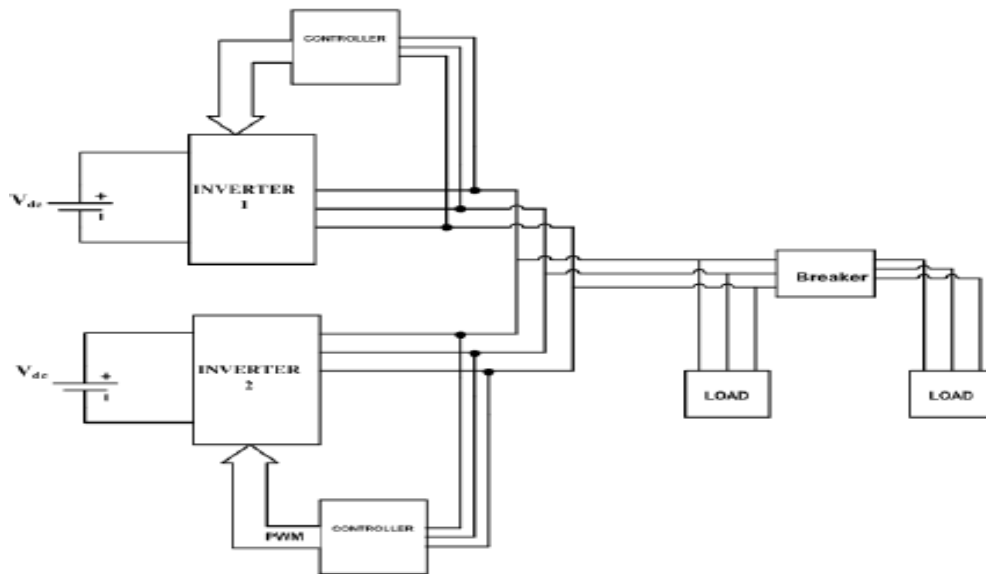 CONTROLLER
INVERTER
1
Vdc
+
Breaker
INVERTER
2
Vdc
+
LOAD
LOAD
PWM
CONTROLLER